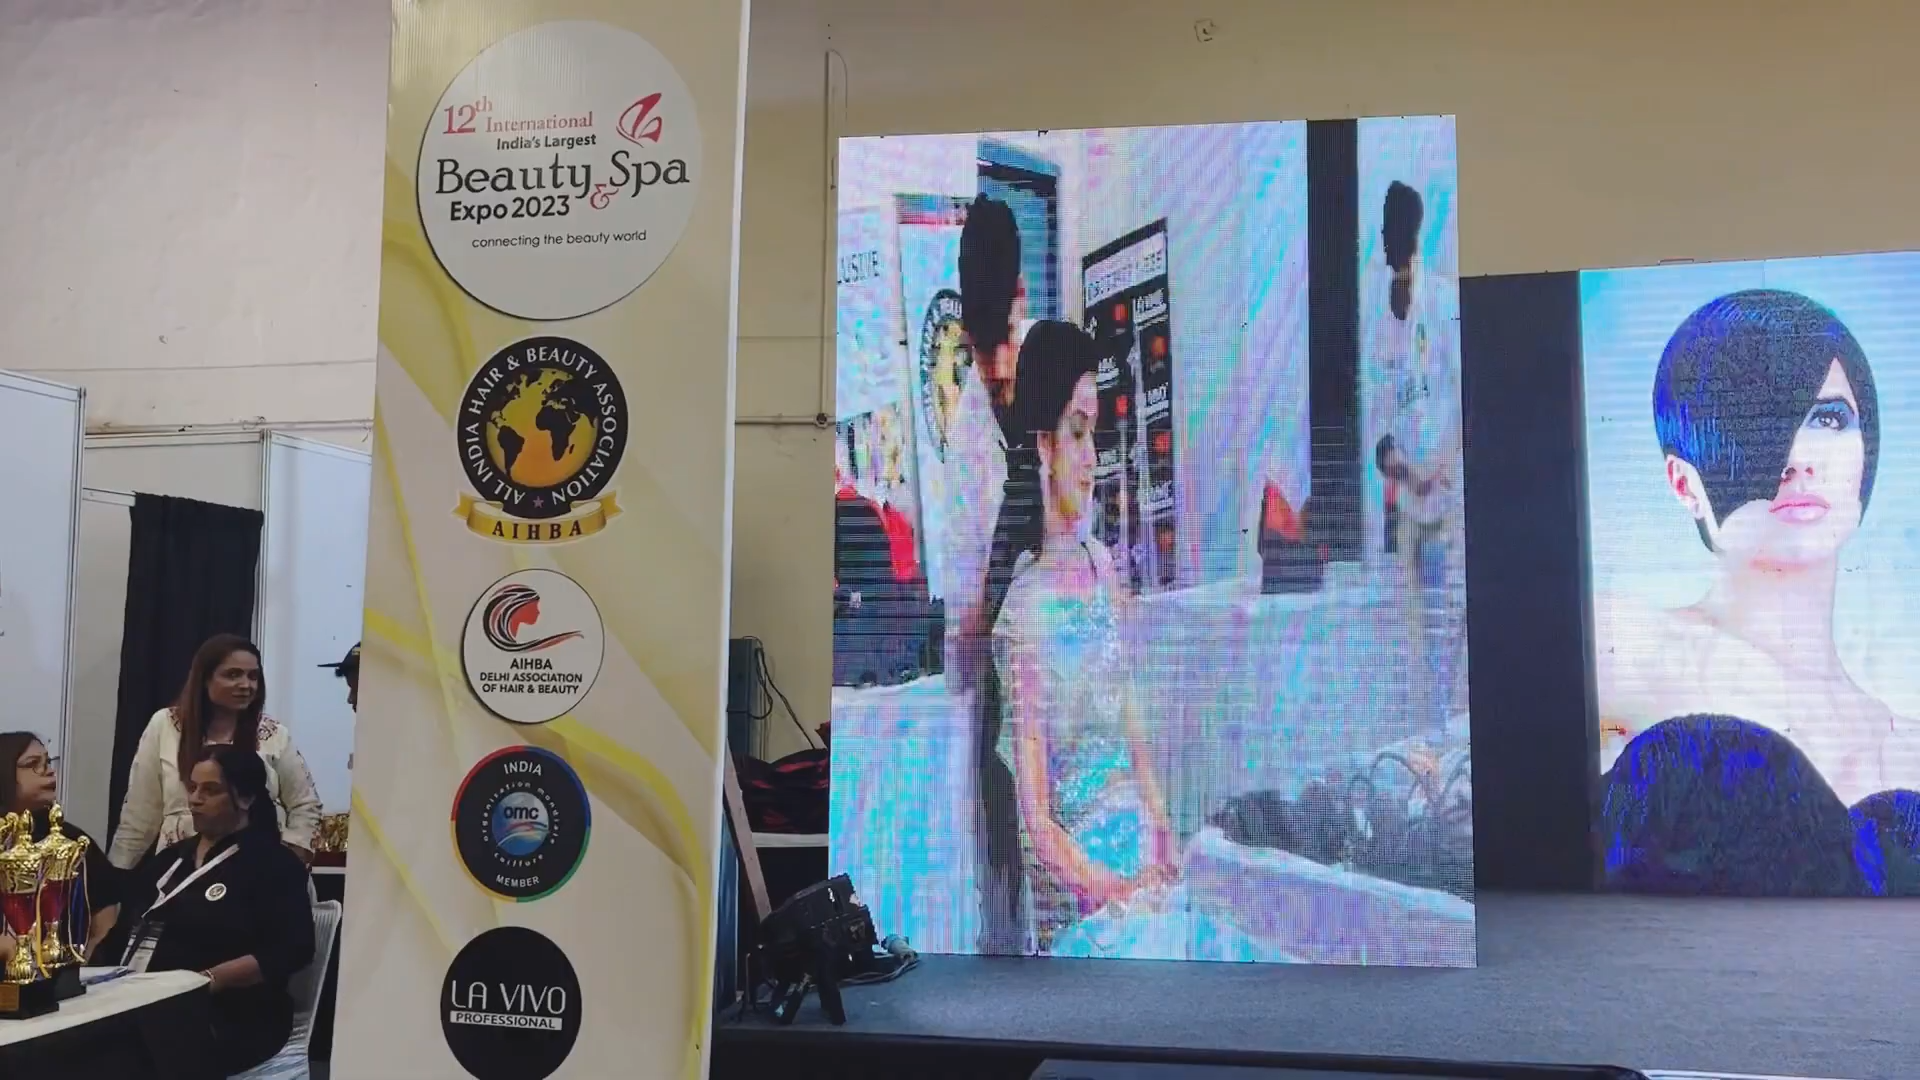 12th
International
India's Largest
Beauty & Spa
Expo 2023
connecting the beauty world
ALL INDIA HAIR & BEAUTY ASSOCIATION
AIHBA
AIHBA
DELHI ASSOCIATION
OF HAIR & BEAUTY
INDIA
organisation mondiale coiffure
omc
MEMBER
LA VIVO
PROFESSIONAL